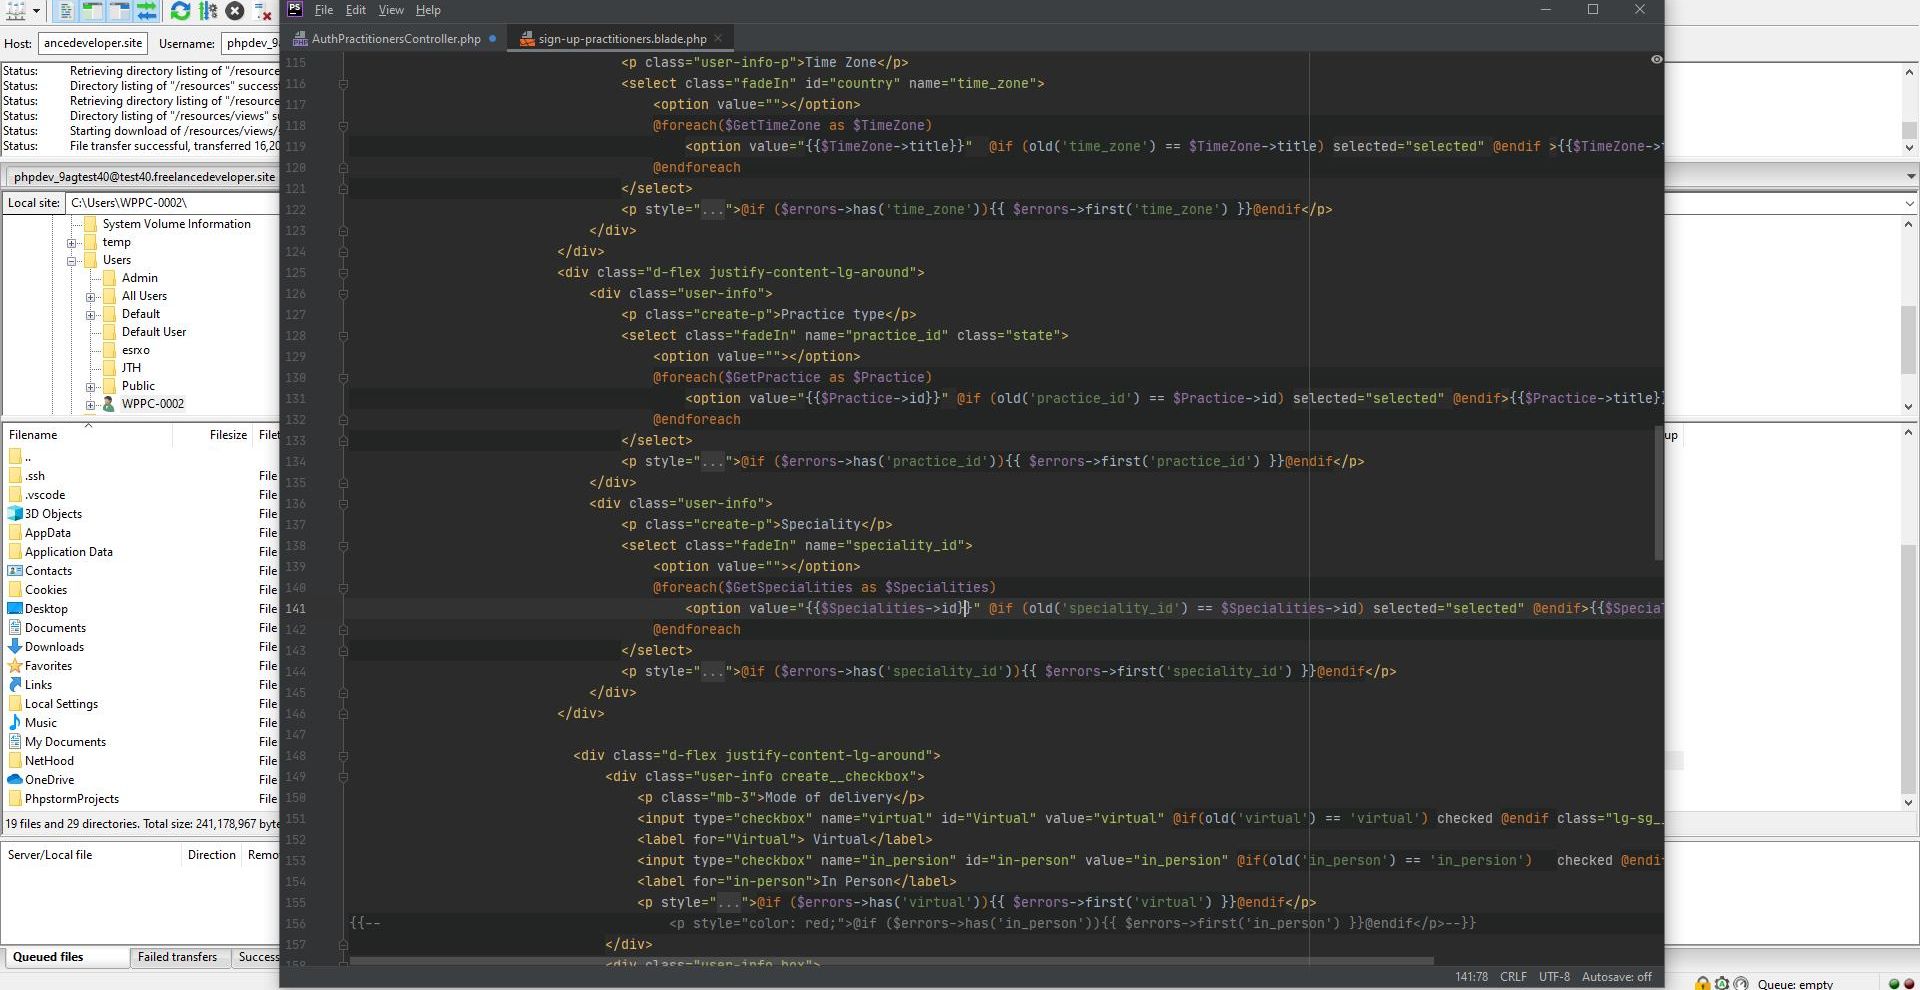 File Edit View Help
Host: ancedeveloper.site Username: phpdev_9
AuthPractitionersController.php
sign-up-practitioners.blade.php
Status: Retrieving directory listing of "/resource
Status: Directory listing of "/resources" success
Status: Retrieving directory listing of "/resource
Status: Directory listing of "/resources/views" s
Status: Starting download of /resources/views/
Status: File transfer successful, transferred 16,20
phpdev_9agtest40@test40.freelancedeveloper.site
Local site: C:\Users\WPPC-0002\
System Volume Information
temp
Users
Admin
All Users
Default
Default User
esrxo
JTH
Public
WPPC-0002
Filename Filesize Filet
..
.ssh File
.vscode File
3D Objects File
AppData File
Application Data File
Contacts File
Cookies File
Desktop File
Documents File
Downloads File
Favorites File
Links File
Local Settings File
Music File
My Documents File
NetHood File
OneDrive File
PhpstormProjects File
19 files and 29 directories. Total size: 241,178,967 byte
Server/Local file Direction Remo
Queued files Failed transfers Success
115 <p class="user-info-p">Time Zone</p>
116 <select class="fadeIn" id="country" name="time_zone">
117 <option value=""></option>
118 @foreach($GetTimeZone as $TimeZone)
119 <option value="{{$TimeZone->title}}" @if (old('time_zone') == $TimeZone->title) selected="selected" @endif >{{$TimeZone->t
120 @endforeach
121 </select>
122 <p style="...">@if ($errors->has('time_zone')){{ $errors->first('time_zone') }}@endif</p>
123 </div>
124 </div>
125 <div class="d-flex justify-content-lg-around">
126 <div class="user-info">
127 <p class="create-p">Practice type</p>
128 <select class="fadeIn" name="practice_id" class="state">
129 <option value=""></option>
130 @foreach($GetPractice as $Practice)
131 <option value="{{$Practice->id}}" @if (old('practice_id') == $Practice->id) selected="selected" @endif>{{$Practice->title}
132 @endforeach
133 </select>
134 <p style="...">@if ($errors->has('practice_id')){{ $errors->first('practice_id') }}@endif</p>
135 </div>
136 <div class="user-info">
137 <p class="create-p">Speciality</p>
138 <select class="fadeIn" name="speciality_id">
139 <option value=""></option>
140 @foreach($GetSpecialities as $Specialities)
141 <option value="{{$Specialities->id}}" @if (old('speciality_id') == $Specialities->id) selected="selected" @endif>{{$Specia
142 @endforeach
143 </select>
144 <p style="...">@if ($errors->has('speciality_id')){{ $errors->first('speciality_id') }}@endif</p>
145 </div>
146 </div>
147
148 <div class="d-flex justify-content-lg-around">
149 <div class="user-info create__checkbox">
150 <p class="mb-3">Mode of delivery</p>
151 <input type="checkbox" name="virtual" id="Virtual" value="virtual" @if(old('virtual') == 'virtual') checked @endif class="lg-sg_
152 <label for="Virtual"> Virtual</label>
153 <input type="checkbox" name="in_persion" id="in-person" value="in_persion" @if(old('in_person') == 'in_persion') checked @endi
154 <label for="in-person">In Person</label>
155 <p style="...">@if ($errors->has('virtual')){{ $errors->first('virtual') }}@endif</p>
156 {{-- <p style="color: red;">@if ($errors->has('in_person')){{ $errors->first('in_person') }}@endif</p>--}}
157 </div>
158 <div class="user-info box">
141:78 CRLF UTF-8 Autosave: off
up
Queue: empty